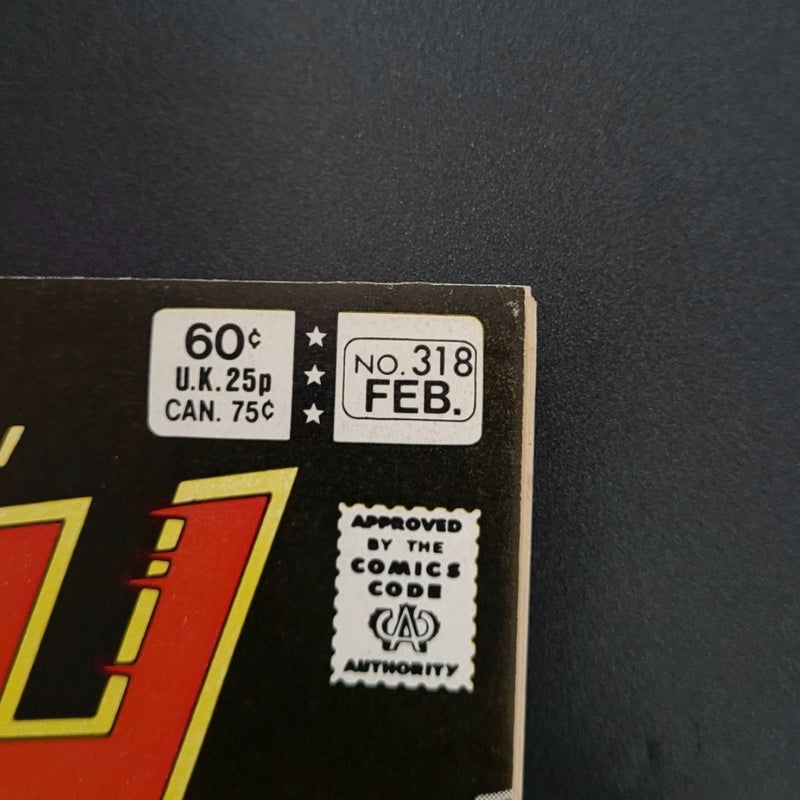 60¢
U.K. 25p
CAN. 75¢
NO. 318
FEB.
APPROVED
BY THE
COMICS
CODE
AUTHORITY